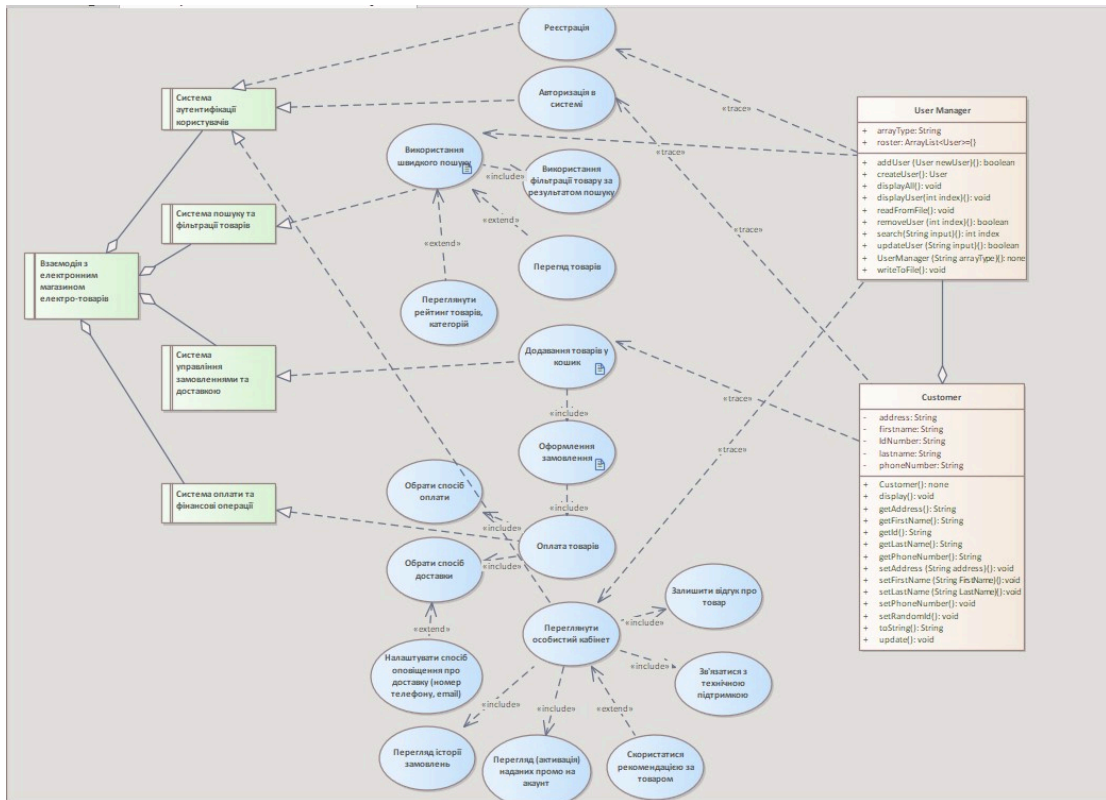 Реєстрація
Авторизація в
системі
Система
аутентифікації
користувачів
«trace»
Використання
швидкого пошуку
«include»
Використання
фільтрації товару за
результатом пошуку
«trace»
«extend»
«extend»
Система пошуку та
фільтрації товарів
Перегяд товарів
«trace»
Взаємодія з
електронним
магазином
електро-товарів
Переглянути
рейтинг товарів,
категорій
Система
управління
замовленнями та
доставкою
Додавання товарів у
кошик
«include»
«trace»
Оформлення
замовлення
«trace»
Система оплати та
фінансові операції
Обрати спосіб
оплати
«include»
«include»
Оплата товарів
Обрати спосіб
доставки
«include»
«extend»
Налаштувати спосіб
оповіщення про
доставку (номер
телефону, email)
Переглянути
особистий кабінет
Залишити відгук про
товар
«include»
Зв'язатися з
технічною
підтримкою
«include»
«include»
«include»
«extend»
Перегляд історії
замовлень
Перегляд (активація)
наданих промо на
акаунт
Скористатися
рекомендацією за
товаром
User Manager
+ arrayType: String
+ roster: ArrayList<User>={}
+ addUser (User newUser)(): boolean
+ createUser(): User
+ displayAll(): void
+ displayUser(int index)(): void
+ readFromFile(): void
+ removeUser (int index)(): boolean
+ search(String input)(): int index
+ updateUser (String input)(): boolean
+ UserManager (String arrayType)(): none
+ writeToFile(): void
Customer
- address: String
- firstname: String
- IdNumber: String
- lastname: String
- phoneNumber: String
+ Customer(): none
+ display(): void
+ getAddress(): String
+ getFirstName(): String
+ getId(): String
+ getLastName(): String
+ getPhoneNumber(): String
+ setAddress (String address)(): void
+ setFirstName (String FirstName)(): void
+ setLastName (String LastName)(): void
+ setPhoneNumber(): void
+ setRandomId(): void
+ toString(): String
+ update(): void